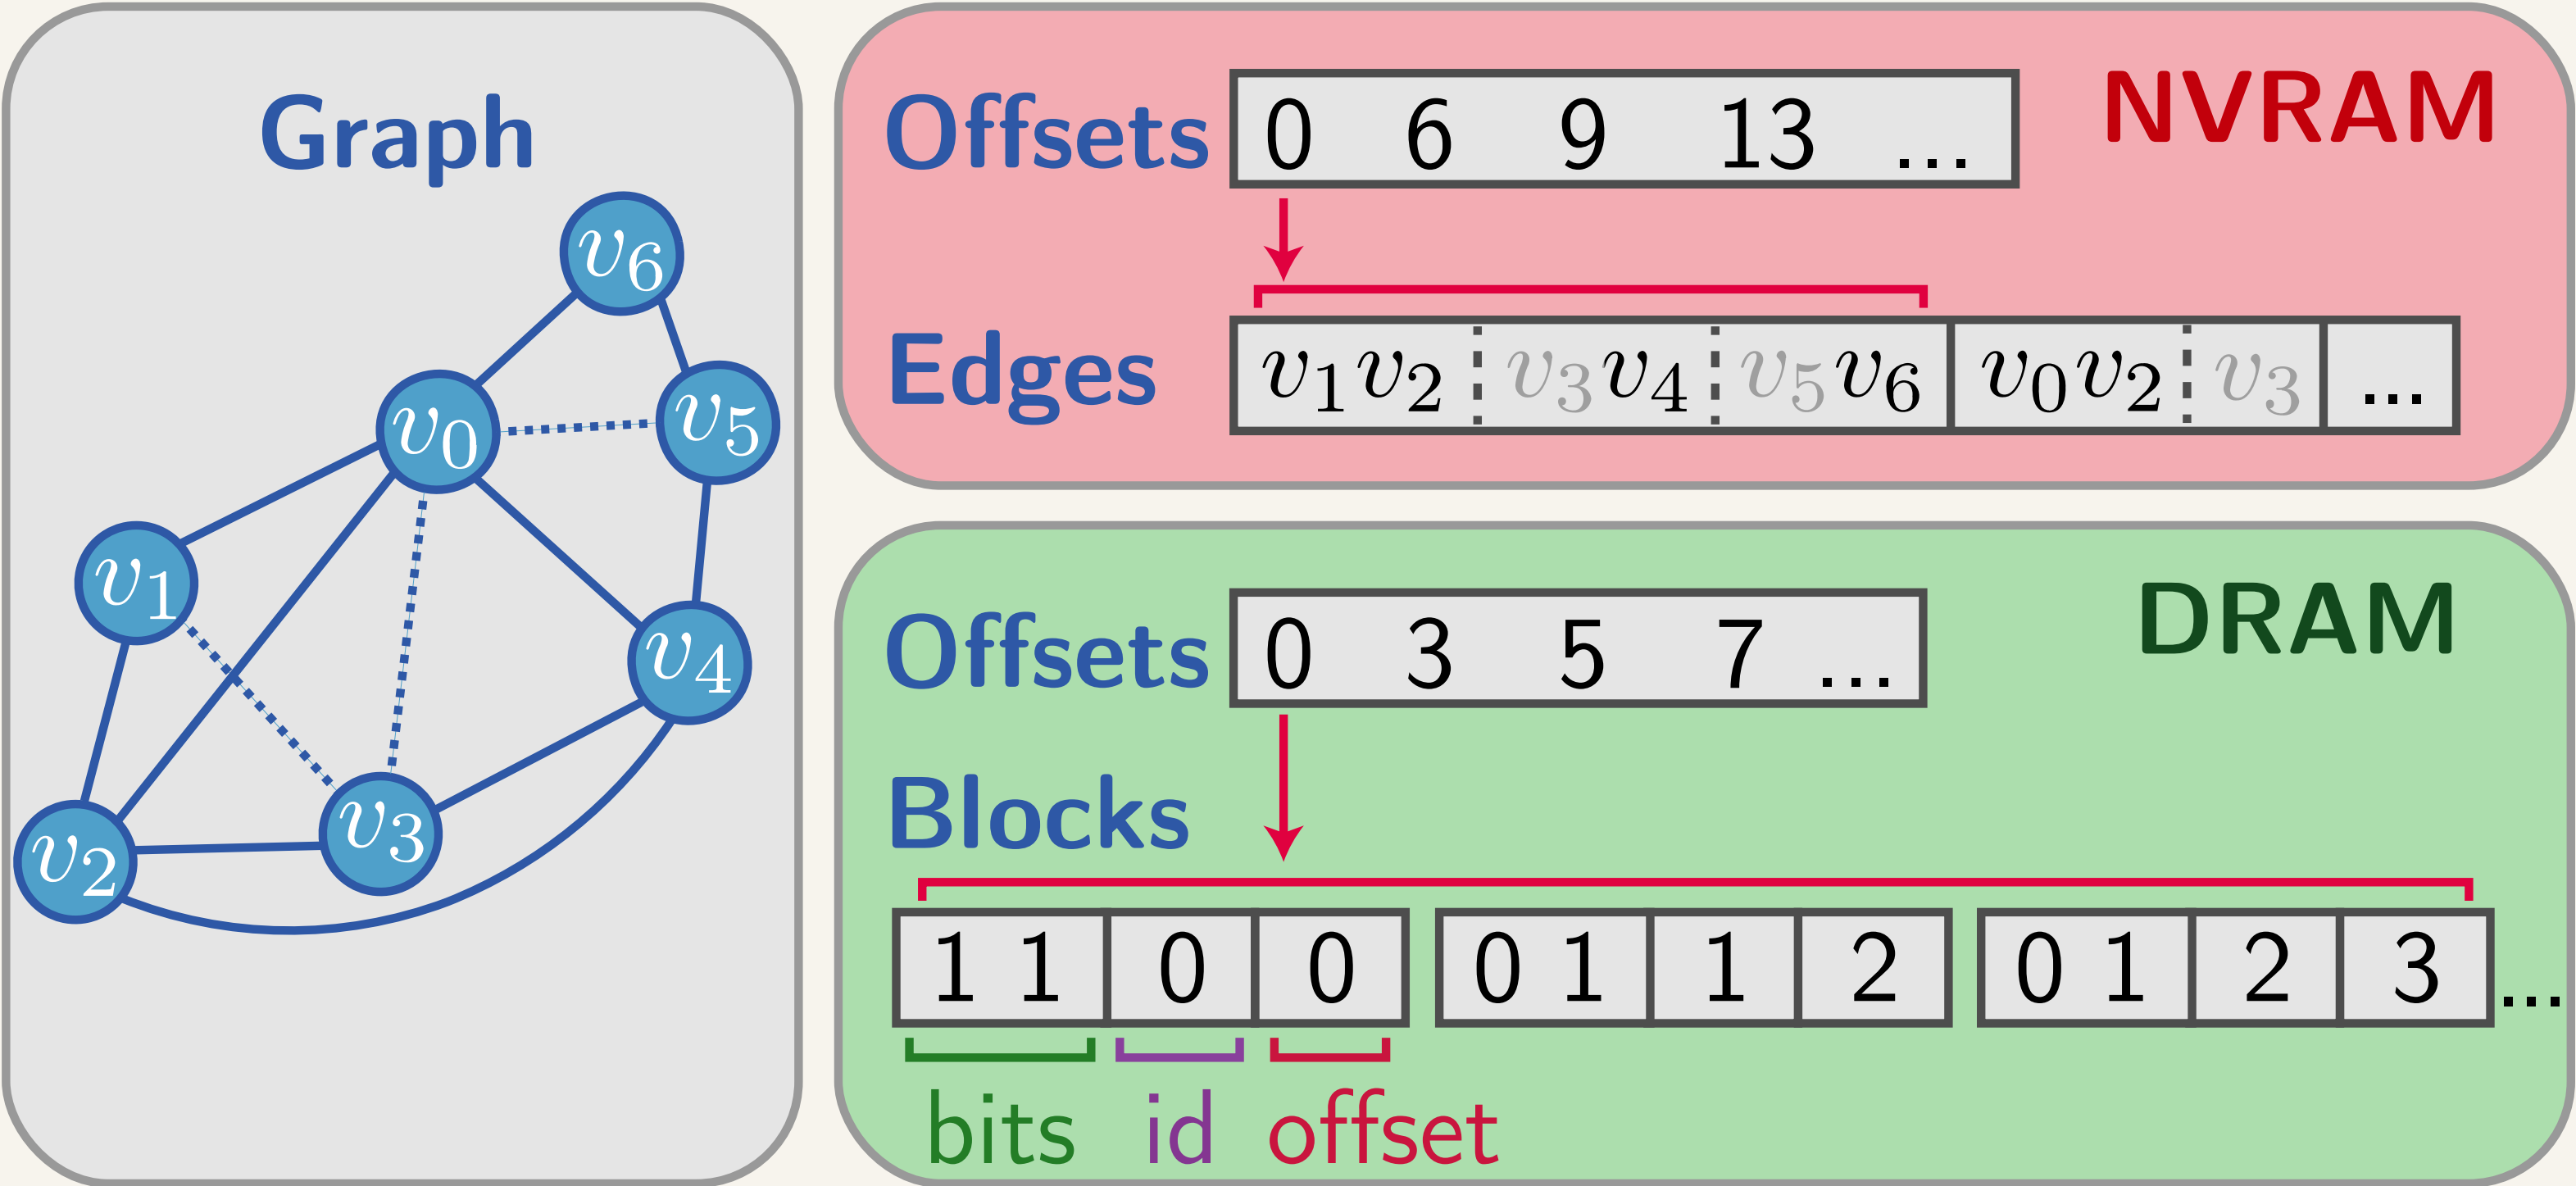 Graph
v6
v0
v5
v1
v4
v3
v2
NVRAM
Offsets 0 6 9 13 ...
Edges v1v2 v3v4 v5v6 v0v2 v3 ...
DRAM
Offsets 0 3 5 7 ...
Blocks
1 1 0 0 0 1 1 2 0 1 2 3 ...
bits id offset